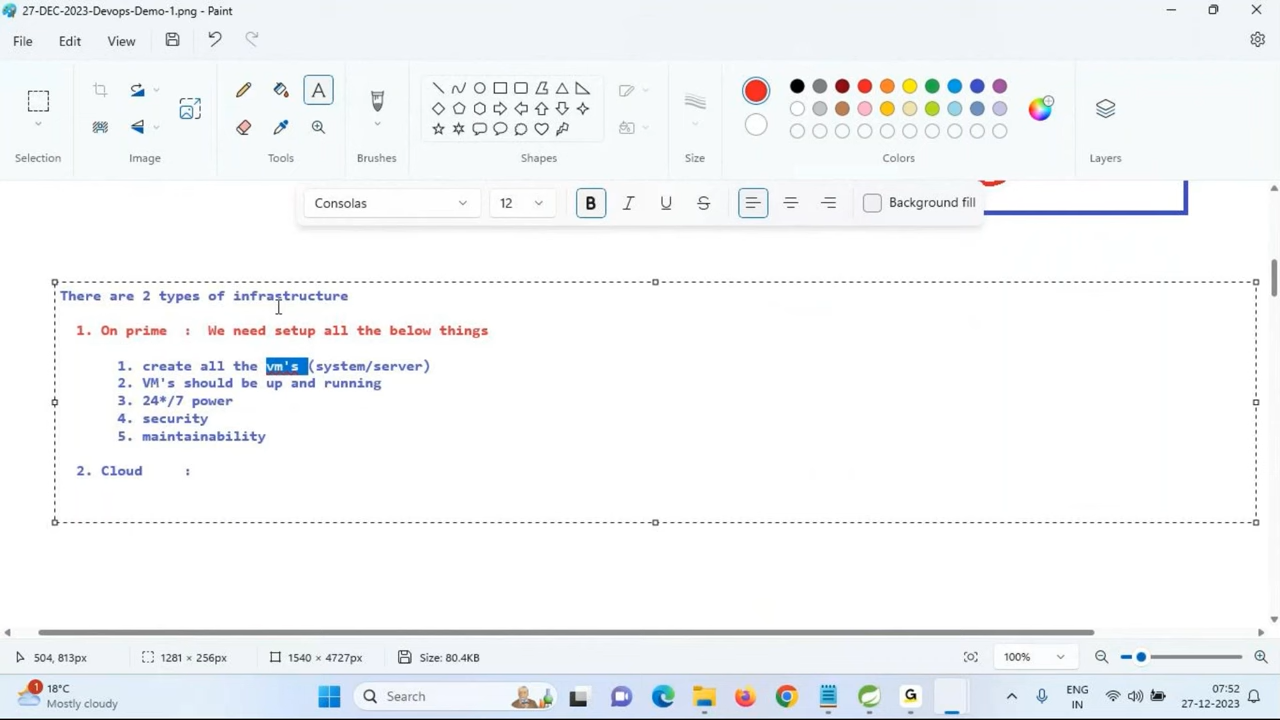 27-DEC-2023-Devops-Demo-1.png - Paint
File Edit View
Selection Image Tools Brushes Shapes Size Colors Layers
Consolas 12 B I U S Background fill
There are 2 types of infrastructure
1. On prime : We need setup all the below things
1. create all the vm's (system/server)
2. VM's should be up and running
3. 24*/7 power
4. security
5. maintainability
2. Cloud :
504, 813px 1281 × 256px 1540 × 4727px Size: 80.4KB 100%
1
18°C
Mostly cloudy
Search
ENG
IN
07:52
27-12-2023